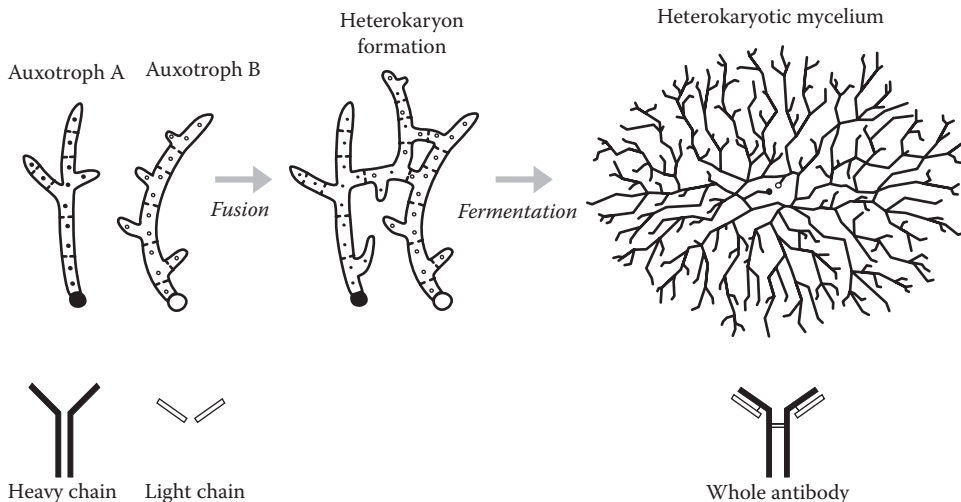 Auxotroph A
Auxotroph B
Heterokaryon
formation
Heterokaryotic mycelium
Fusion
Fermentation
Heavy chain
Light chain
Whole antibody